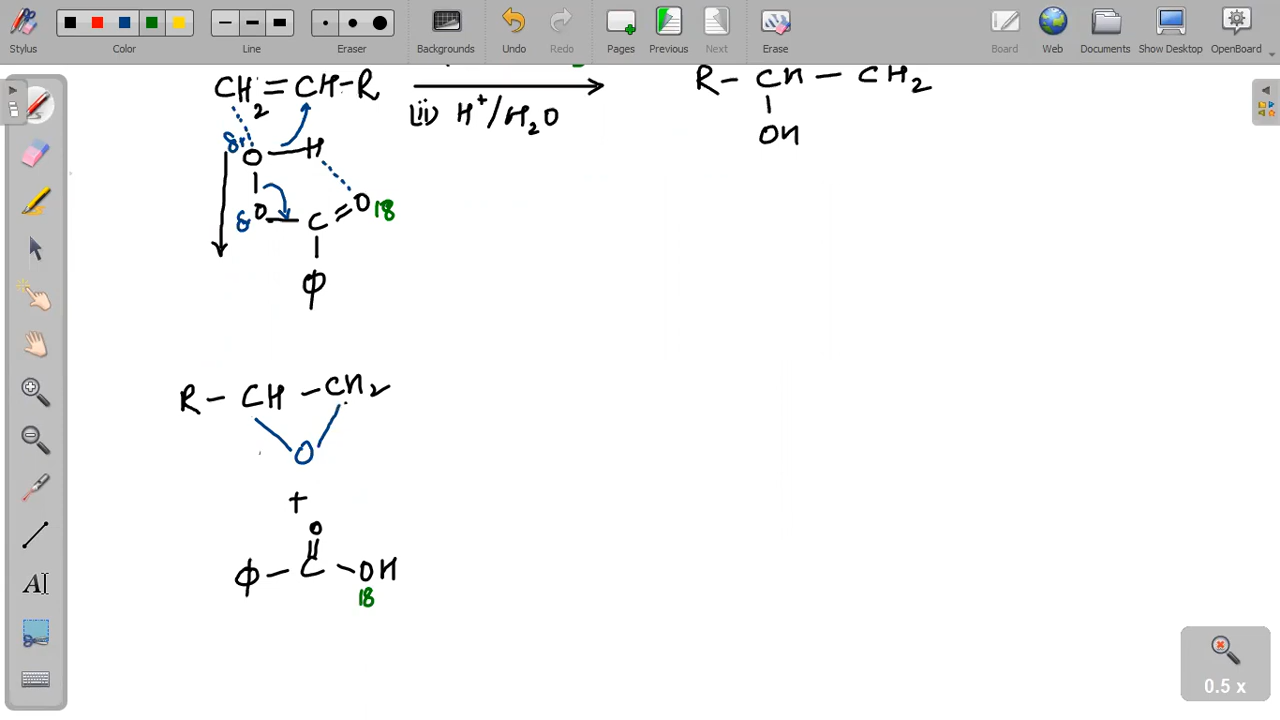 Stylus Color Line Eraser Backgrounds Undo Redo Pages Previous Next Erase Board Web Documents Show Desktop OpenBoard
CH2 = CH-R
(ii) H+/H2O
R - CH - CH2
OH
δ+ O - H
δ O - C = O 18
Φ
R - CH - CH2
O
+
O
Φ - C - OH
18
0.5 x